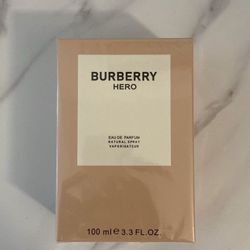 BURBERRY
HERO
EAU DE PARFUM
NATURAL SPRAY
VAPORISATEUR
100 ml ℮ 3.3 FL.OZ.